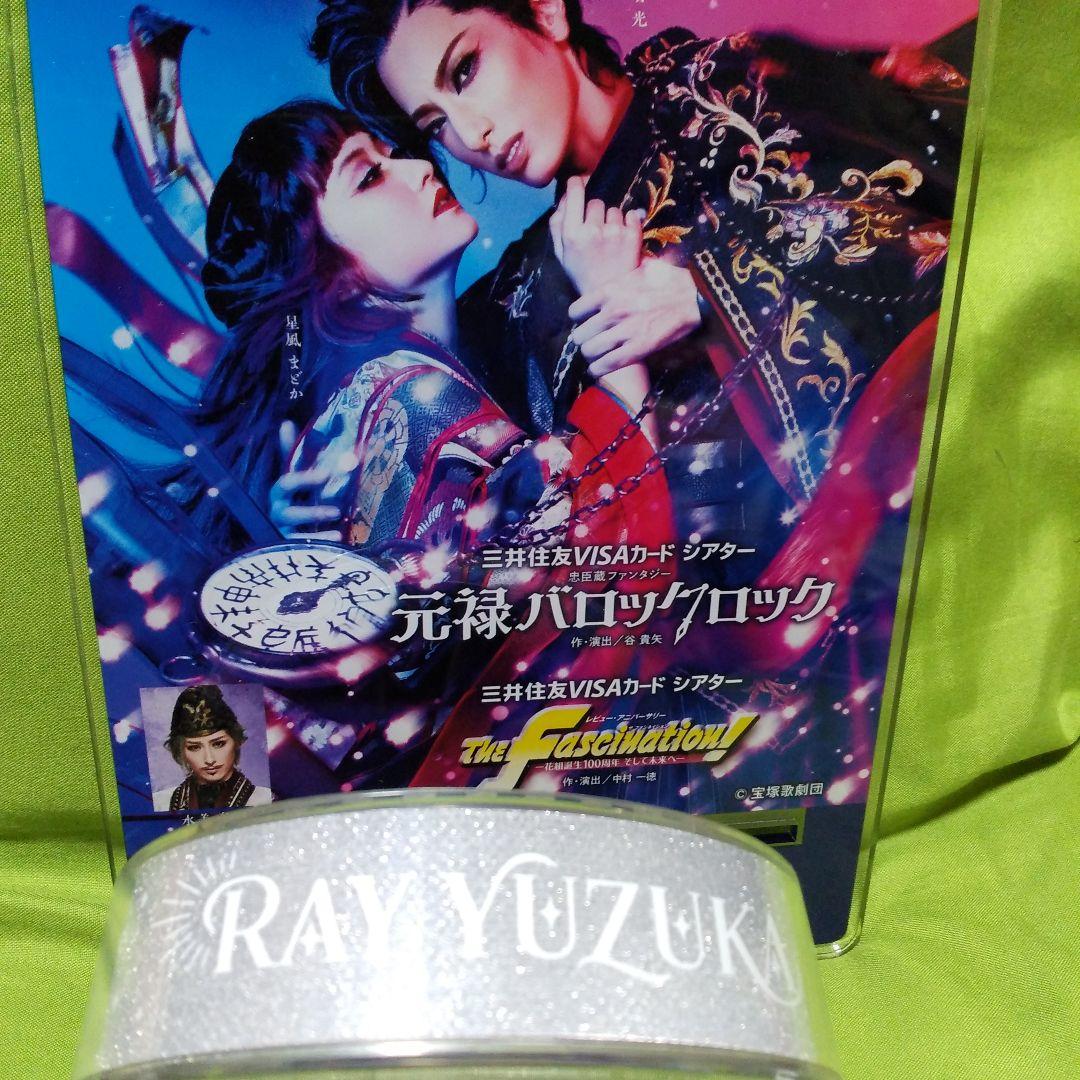 光
星風 まどか
三井住友VISAカード シアター
忠臣蔵ファンタジー
元禄バロックロック
作・演出／谷 貴矢
三井住友VISAカード シアター
レビュー・アニバーサリー
The Fascination!
―花組誕生100周年 そして未来へ―
作・演出／中村 一徳
©宝塚歌劇団
水美
RAY YUZUKA